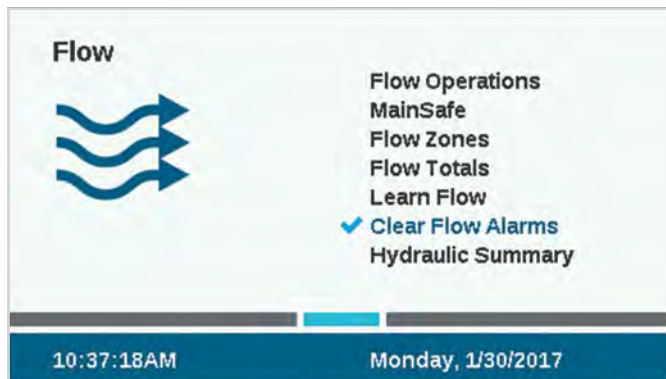 Flow
Flow Operations
MainSafe
Flow Zones
Flow Totals
Learn Flow
Clear Flow Alarms
Hydraulic Summary
10:37:18AM Monday, 1/30/2017